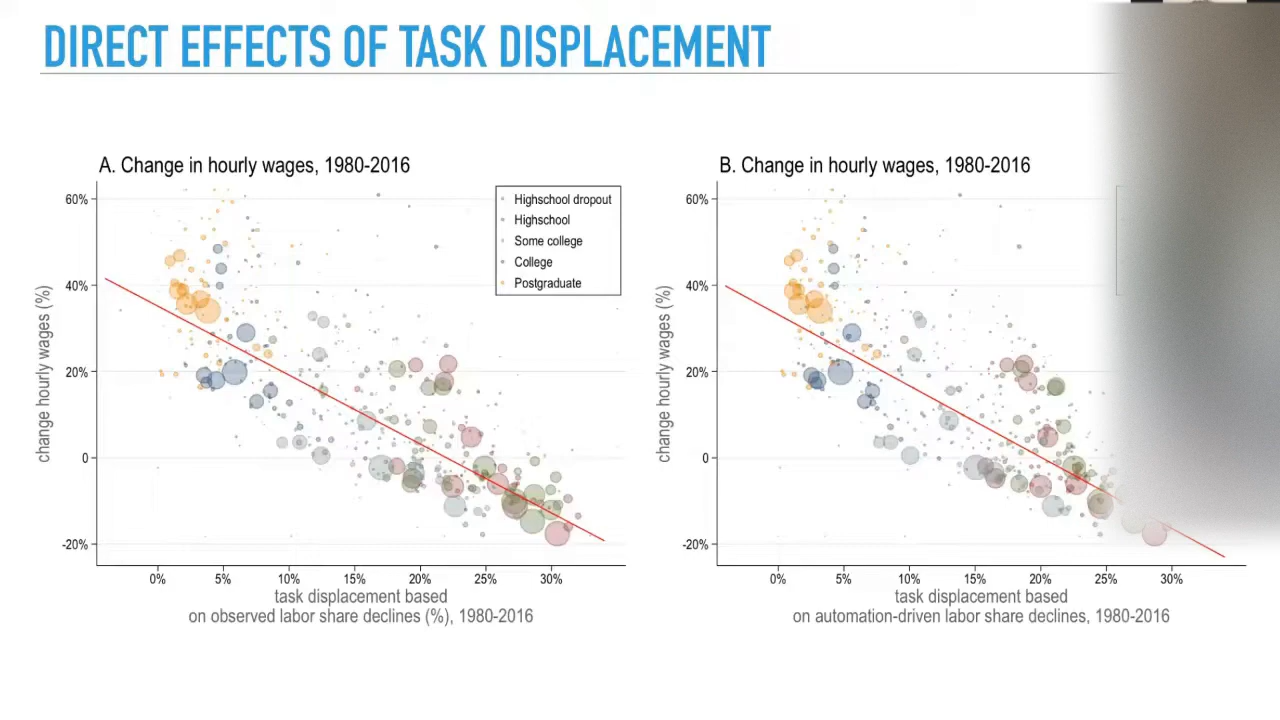 DIRECT EFFECTS OF TASK DISPLACEMENT
A. Change in hourly wages, 1980-2016
60%
40%
20%
0
-20%
change hourly wages (%)
Highschool dropout
Highschool
Some college
College
Postgraduate
0% 5% 10% 15% 20% 25% 30%
task displacement based
on observed labor share declines (%), 1980-2016
B. Change in hourly wages, 1980-2016
60%
40%
20%
0
-20%
change hourly wages (%)
0% 5% 10% 15% 20% 25% 30%
task displacement based
on automation-driven labor share declines, 1980-2016